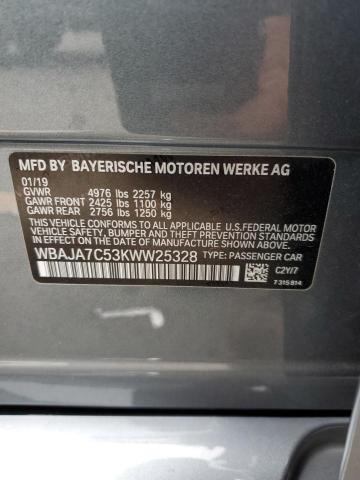 MFD BY BAYERISCHE MOTOREN WERKE AG
01/19
GVWR 4976 lbs 2257 kg
GAWR FRONT 2425 lbs 1100 kg
GAWR REAR 2756 lbs 1250 kg
THIS VEHICLE CONFORMS TO ALL APPLICABLE U.S.FEDERAL MOTOR
VEHICLE SAFETY, BUMPER, AND THEFT PREVENTION STANDARDS
IN EFFECT ON THE DATE OF MANUFACTURE SHOWN ABOVE.
WBAJA7C53KWW25328 TYPE: PASSENGER CAR
C2Y/7
7 315 814